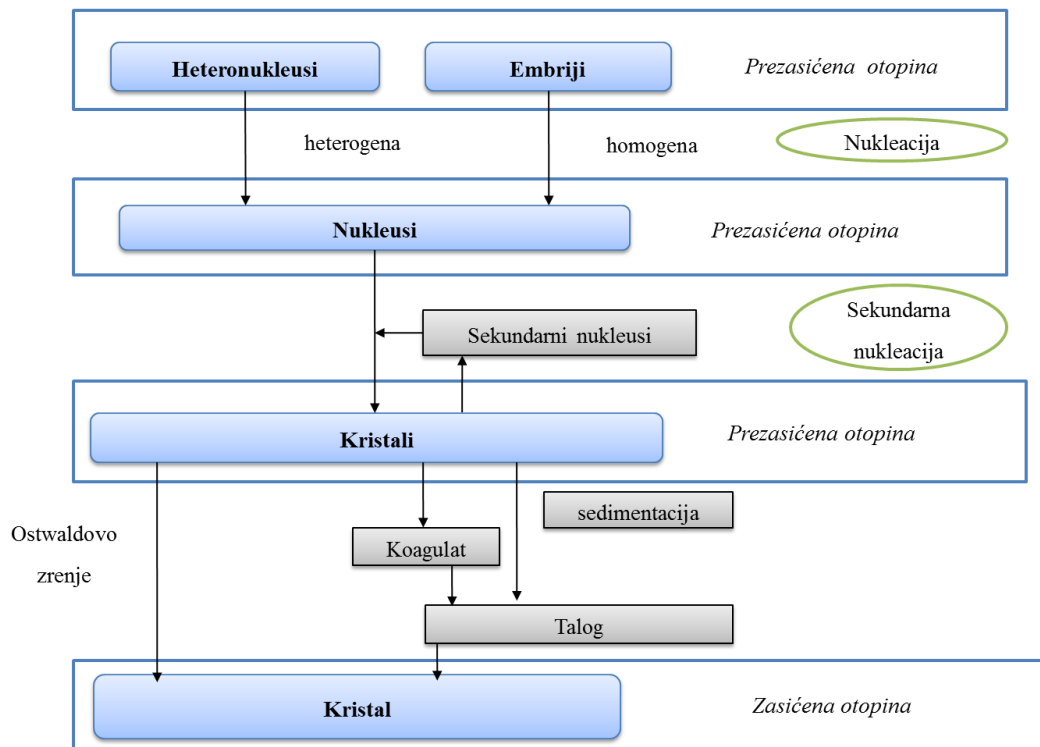 Heteronukleusi
Embriji
Prezasićena otopina
heterogena
homogena
Nukleacija
Nukleusi
Prezasićena otopina
Sekundarni nukleusi
Sekundarna
nukleacija
Kristali
Prezasićena otopina
Ostwaldovo
zrenje
sedimentacija
Koagulat
Talog
Kristal
Zasićena otopina